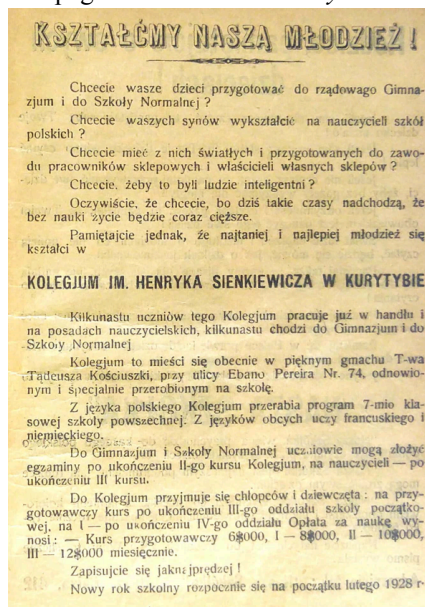 KSZTAŁĆMY NASZĄ MŁODZIEŻ !
Chcecie wasze dzieci przygotować do rządowago Gimna-
zjum i do Szkoły Normalnej ?
Chcecie waszych synów wykształcić na nauczycieli szkół
polskich ?
Chcecie mieć z nich światłych i przygotowanych do zawo-
du pracowników sklepowych i właścicieli własnych sklepów ?
Chcecie, żeby to byli ludzie inteligentni ?
Oczywiście, że chcecie, bo dziś takie czasy nadchodzą, że
bez nauki życie będzie coraz cięższe.
Pamiętajcie jednak, że najtaniej i najlepiej młodzież się
kształci w
KOLEGJUM IM. HENRYKA SIENKIEWICZA W KURYTYBIE
Kilkunastu uczniów tego Kolegjum pracuje już w handlu i
na posadach nauczycielskich, kilkunastu chodzi do Gimnazjum i do
Szkoły Normalnej
Kolegjum to mieści się obecnie w pięknym gmachu T-wa
Tadeusza Kościuszki, przy ulicy Ebano Pereira Nr. 74, odnowio-
nym i specjalnie przerobionym na szkołę.
Z języka polskiego Kolegjum przerabia program 7-mio kla-
sowej szkoły powszechnej. Z języków obcych uczy francuskiego i
niemieckiego.
Do Gimnazjum i Szkoły Normalnej uczniowie mogą złożyć
egzaminy po ukończeniu II-go kursu Kolegjum, na nauczycieli — po
ukończeniu III kursu.
Do Kolegjum przyjmuje się chłopców i dziewczęta : na przy-
gotowawczy kurs po ukończeniu III-go oddziału szkoły początko-
wej, na I — po ukończeniu IV-go oddziału Opłata za naukę wy-
nosi : — Kurs przygotowawczy 6$000, I — 8$000, II — 10$000,
III — 12$000 miesięcznie.
Zapisujcie się jaknajprędzej !
Nowy rok szkolny rozpocznie się na początku lutego 1928 r